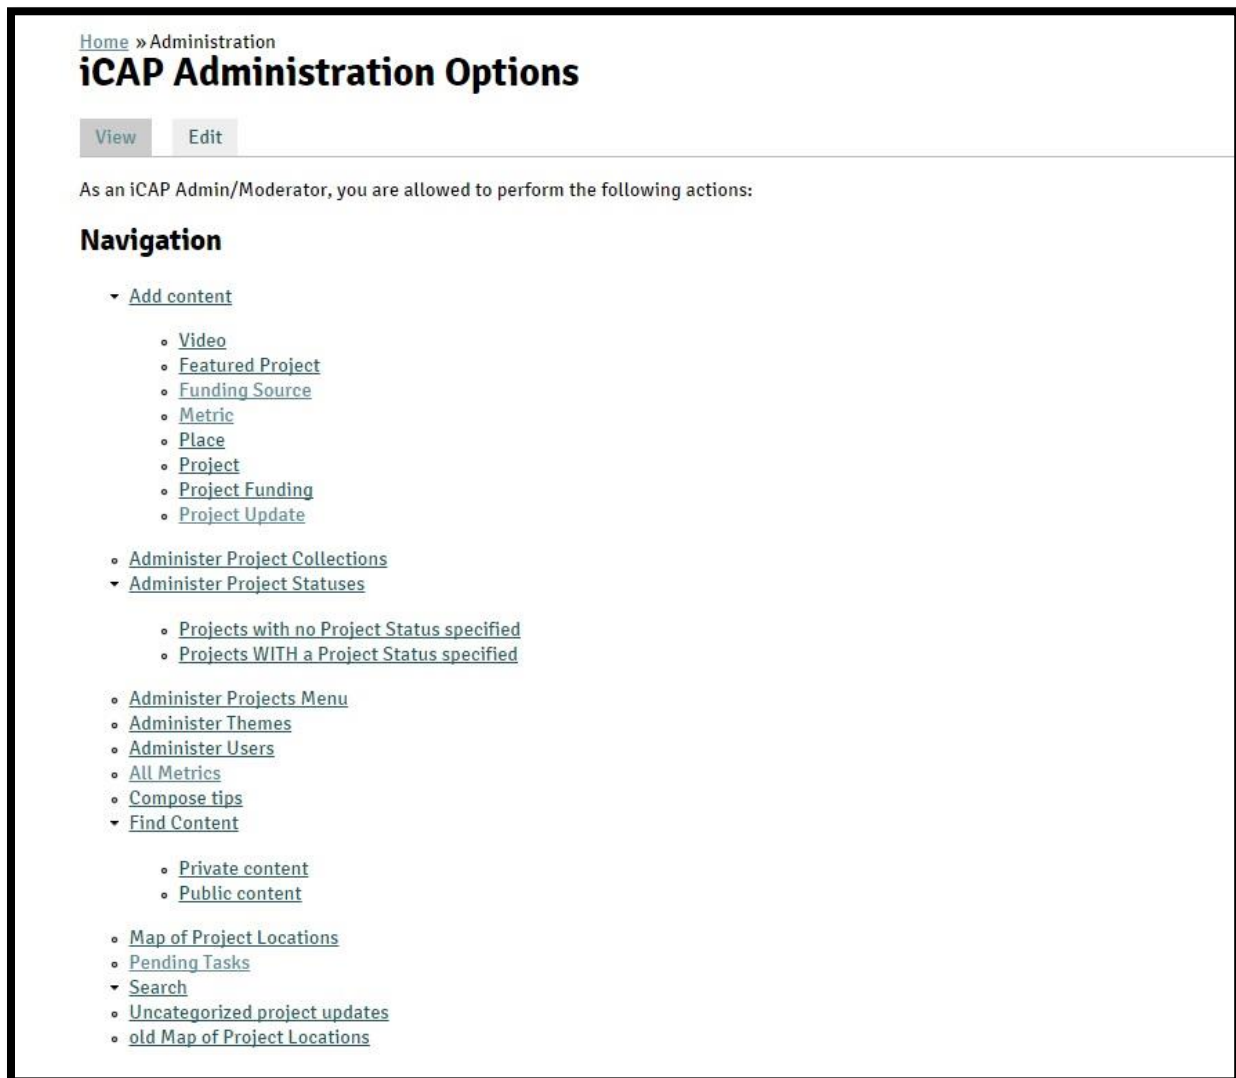 Home » Administration
iCAP Administration Options
View Edit
As an iCAP Admin/Moderator, you are allowed to perform the following actions:
Navigation
Add content
Video
Featured Project
Funding Source
Metric
Place
Project
Project Funding
Project Update
Administer Project Collections
Administer Project Statuses
Projects with no Project Status specified
Projects WITH a Project Status specified
Administer Projects Menu
Administer Themes
Administer Users
All Metrics
Compose tips
Find Content
Private content
Public content
Map of Project Locations
Pending Tasks
Search
Uncategorized project updates
old Map of Project Locations